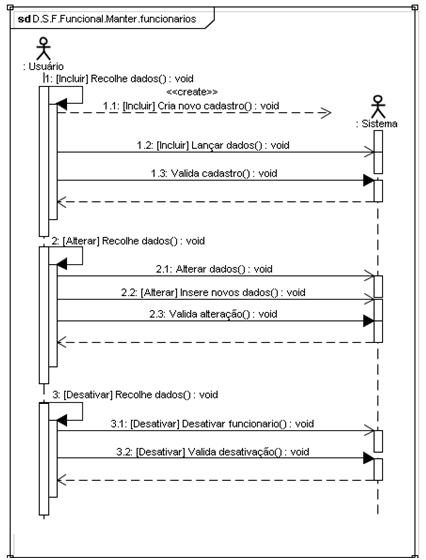 sd D.S.F.Funcional.Manter.funcionarios
: Usuário
1: [Incluir] Recolhe dados() : void
<<create>>
1.1: [Incluir] Cria novo cadastro() : void
: Sistema
1.2: [Incluir] Lançar dados() : void
1.3: Valida cadastro() : void
2: [Alterar] Recolhe dados() : void
2.1: Alterar dados() : void
2.2: [Alterar] Insere novos dados() : void
2.3: Valida alteração() : void
3: [Desativar] Recolhe dados() : void
3.1: [Desativar] Desativar funcionario() : void
3.2: [Desativar] Valida desativação() : void